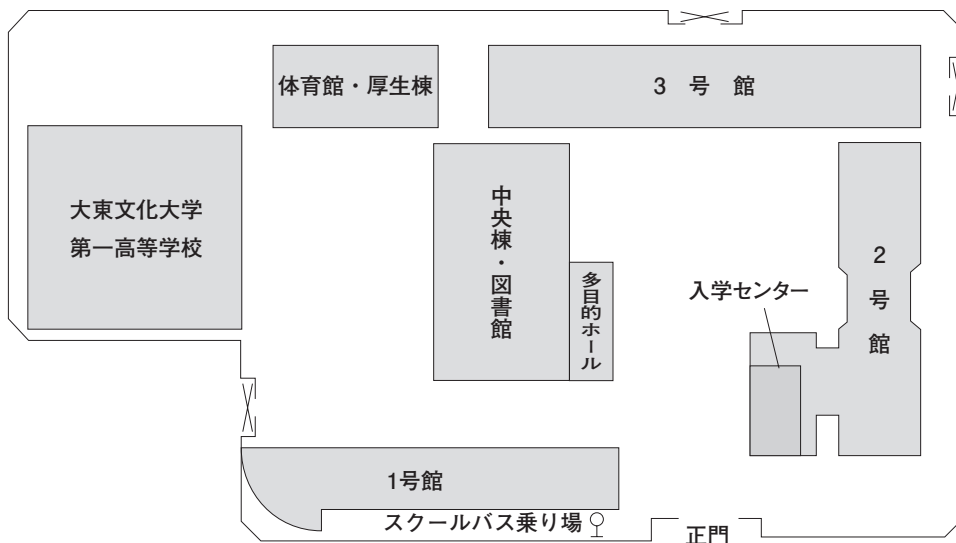 体育館・厚生棟
3 号 館
大東文化大学
第一高等学校
中央棟・図書館
多目的ホール
入学センター
2号館
1号館
スクールバス乗り場
正門